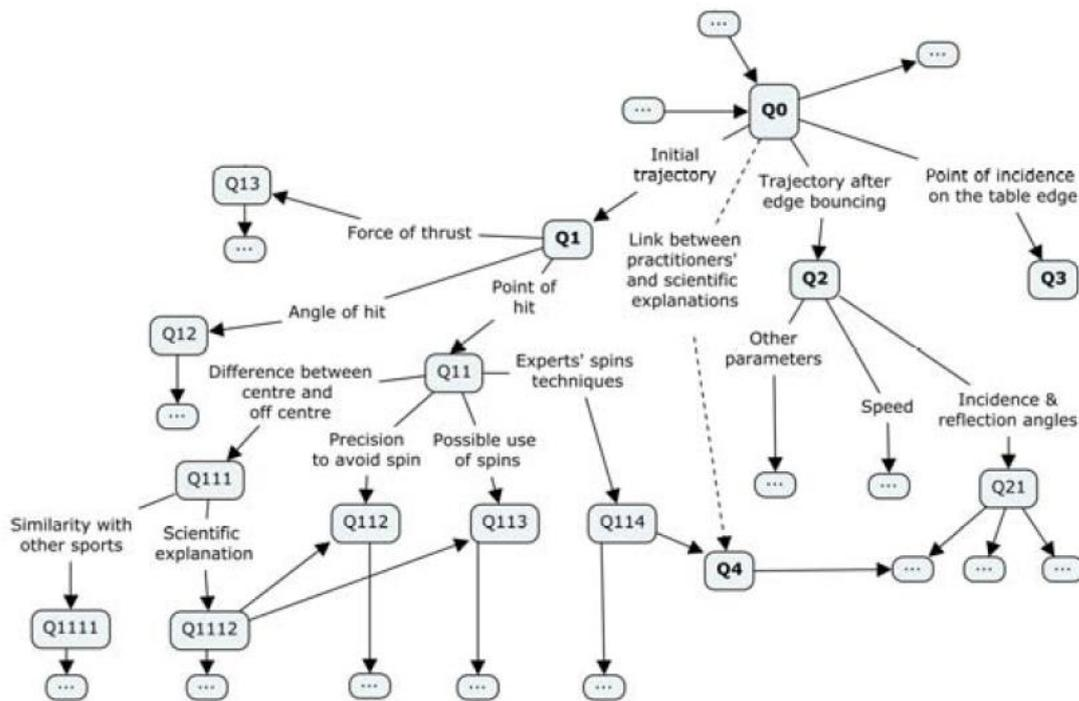 ...
...
...
Q0
Initial
trajectory
Trajectory after
edge bouncing
Point of incidence
on the table edge
Q13
...
Force of thrust
Q1
Link between
practitioners'
and scientific
explanations
Q2
Q3
Angle of hit
Point of
hit
Q12
...
Other
parameters
Difference between
centre and
off centre
Q11
Experts' spins
techniques
Speed
Incidence &
reflection angles
Precision
to avoid spin
Possible use
of spins
Q111
...
...
Q21
Similarity with
other sports
Scientific
explanation
Q112
Q113
Q114
Q4
...
...
...
Q1111
Q1112
...
...
...
...
...